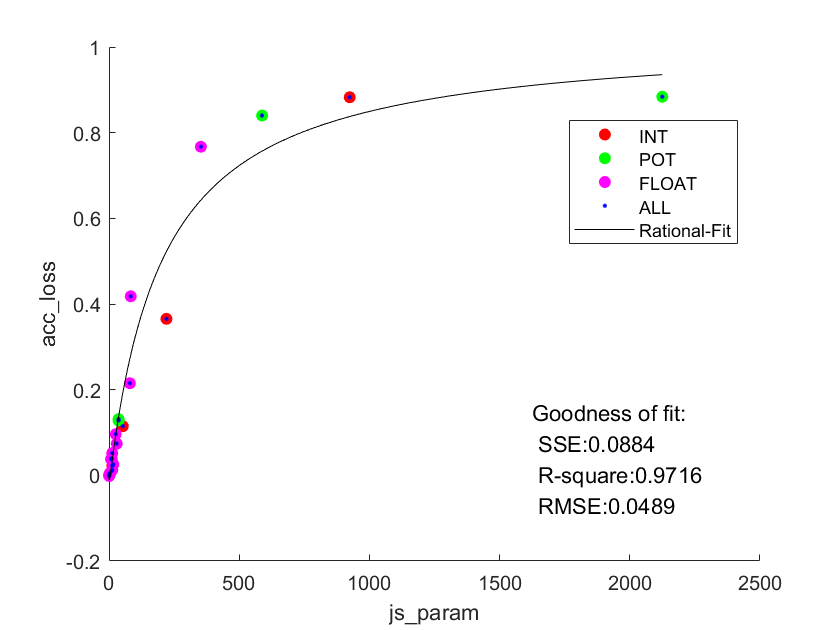 1
0.8
0.6
0.4
0.2
0
-0.2
acc_loss
0
500
1000
1500
2000
2500
js_param
INT
POT
FLOAT
ALL
Rational-Fit
Goodness of fit:
SSE:0.0884
R-square:0.9716
RMSE:0.0489